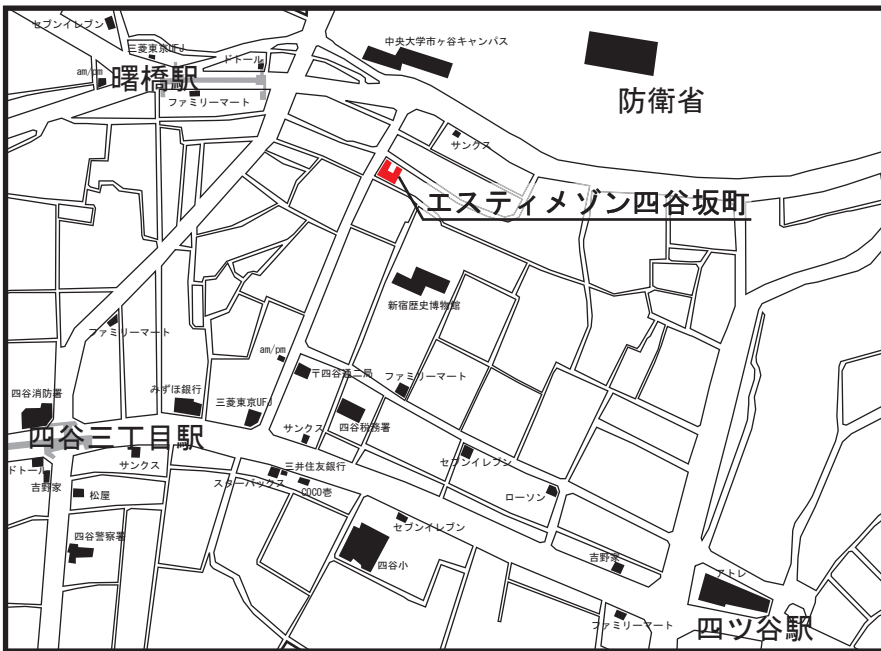 セブンイレブン
三菱東京UFJ
ドトール
中央大学市ヶ谷キャンパス
am/pm
曙橋駅
ファミリーマート
防衛省
サンクス
エスティメゾン四谷坂町
新宿歴史博物館
ファミリーマート
am/pm
〒四谷通二局
ファミリーマート
四谷消防署
みずほ銀行
三菱東京UFJ
四谷税務署
サンクス
四谷三丁目駅
セブンイレブン
ドトール
サンクス
三井住友銀行
吉野家
松屋
スターバックス
COCO壱
ローソン
四谷警察署
セブンイレブン
四谷小
吉野家
アトレ
ファミリーマート
四ツ谷駅